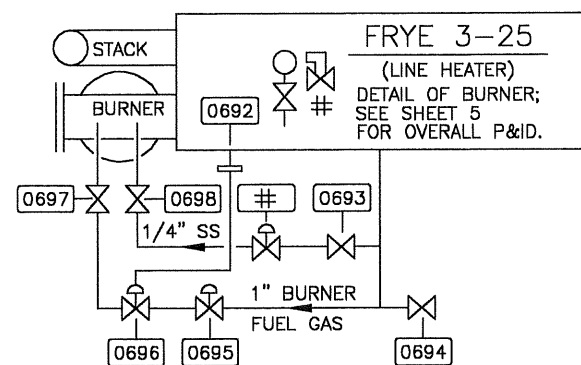 STACK
FRYE 3-25
(LINE HEATER)
DETAIL OF BURNER;
SEE SHEET 5
FOR OVERALL P&ID.
BURNER
0692
#
0697
0698
#
0693
1/4" SS
1" BURNER
FUEL GAS
0696
0695
0694